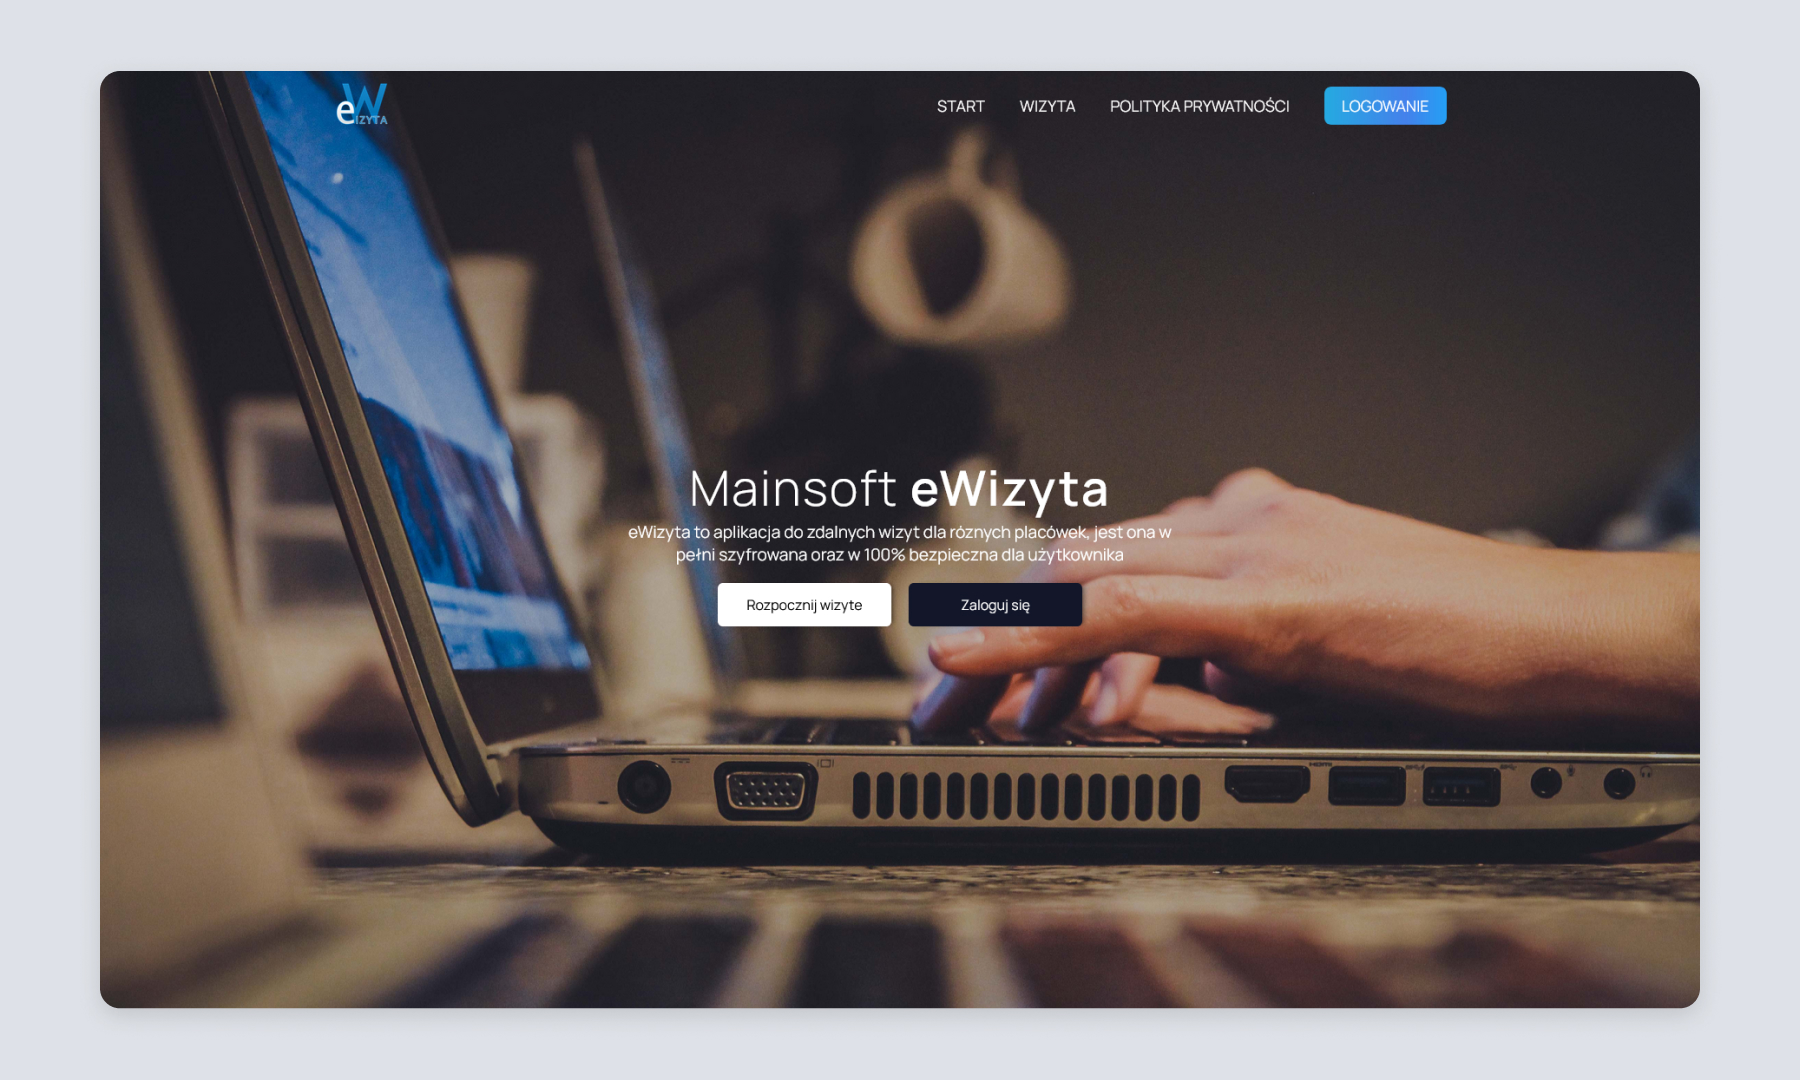 eWIZYTA
START WIZYTA POLITYKA PRYWATNOŚCI LOGOWANIE
Mainsoft eWizyta
eWizyta to aplikacja do zdalnych wizyt dla róznych placówek, jest ona w
pełni szyfrowana oraz w 100% bezpieczna dla użytkownika
Rozpocznij wizyte Zaloguj się
HDMI